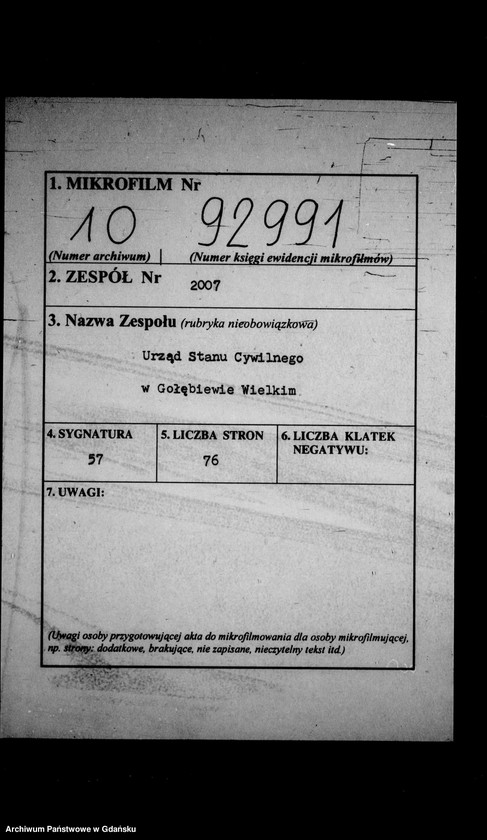 1. MIKROFILM Nr
10 92991
(Numer archiwum) | (Numer księgi ewidencji mikrofilmów)
2. ZESPÓŁ Nr 2007
3. Nazwa Zespołu (rubryka nieobowiązkowa)
Urząd Stanu Cywilnego
w Gołębiewie Wielkim
4. SYGNATURA 5. LICZBA STRON 6. LICZBA KLATEK
NEGATYWU:
57 76
7. UWAGI:
(Uwagi osoby przygotowującej akta do mikrofilmowania dla osoby mikrofilmującej,
np. strony: dodatkowe, brakujące, nie zapisane, nieczytelny tekst itd.)
Archiwum Państwowe w Gdańsku